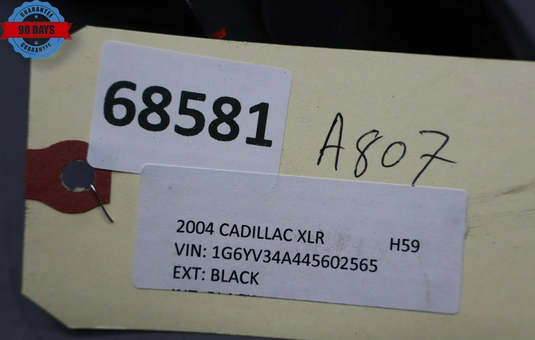 GUARANTEE
90 DAYS
GUARANTEE
68581
A807
2004 CADILLAC XLR H59
VIN: 1G6YV34A445602565
EXT: BLACK